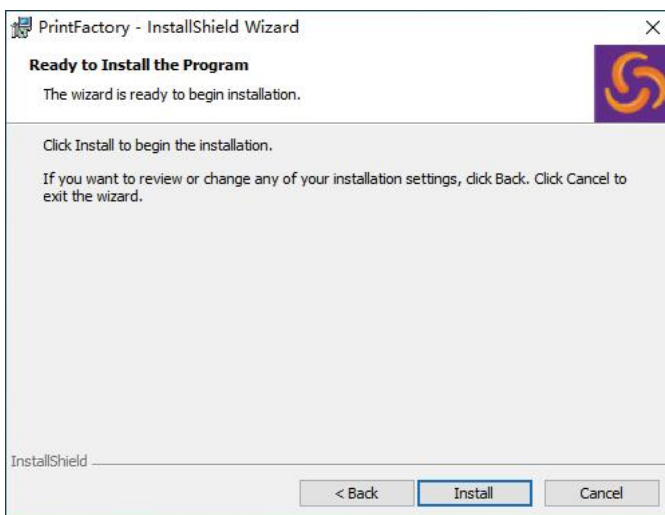 PrintFactory - InstallShield Wizard
Ready to Install the Program
The wizard is ready to begin installation.
Click Install to begin the installation.
If you want to review or change any of your installation settings, click Back. Click Cancel to
exit the wizard.
InstallShield
< Back
Install
Cancel